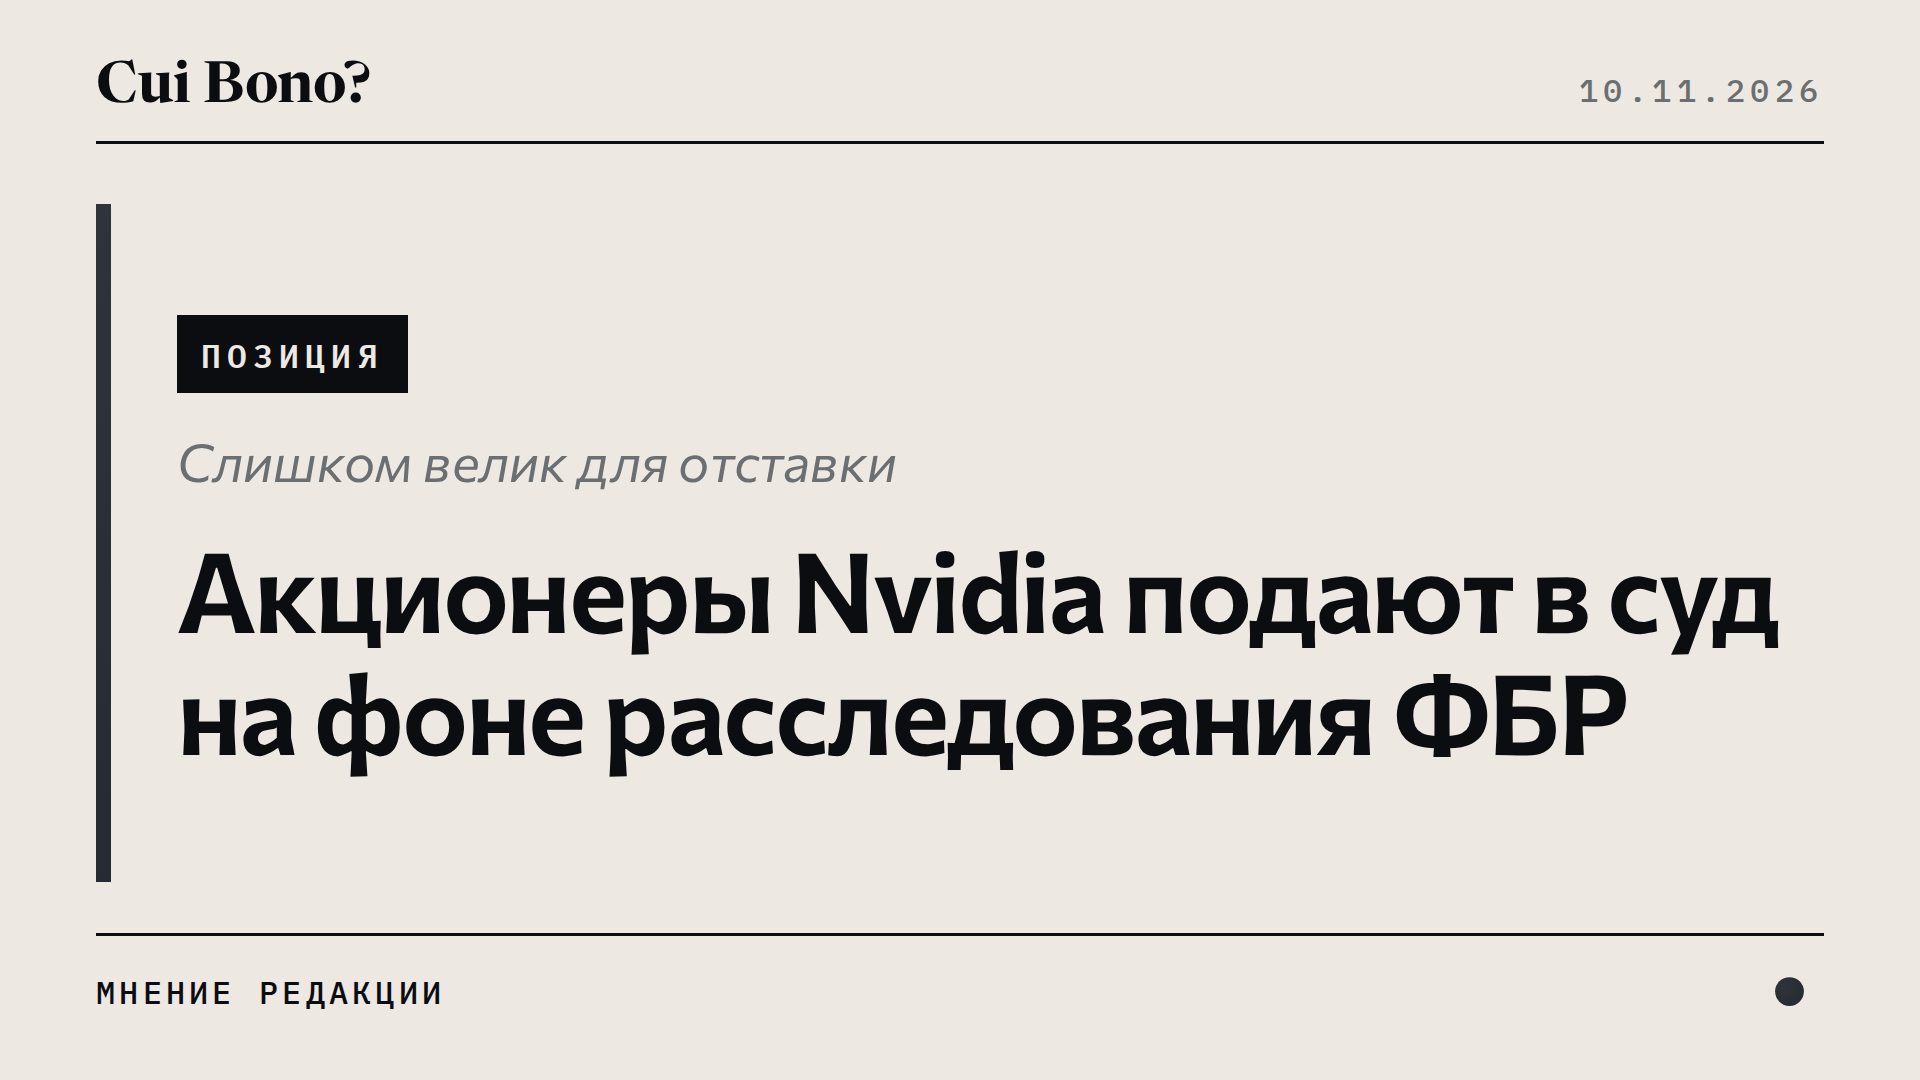 Cui Bono?
10.11.2026
ПОЗИЦИЯ
Слишком велик для отставки
Акционеры Nvidia подают в суд
на фоне расследования ФБР
МНЕНИЕ РЕДАКЦИИ